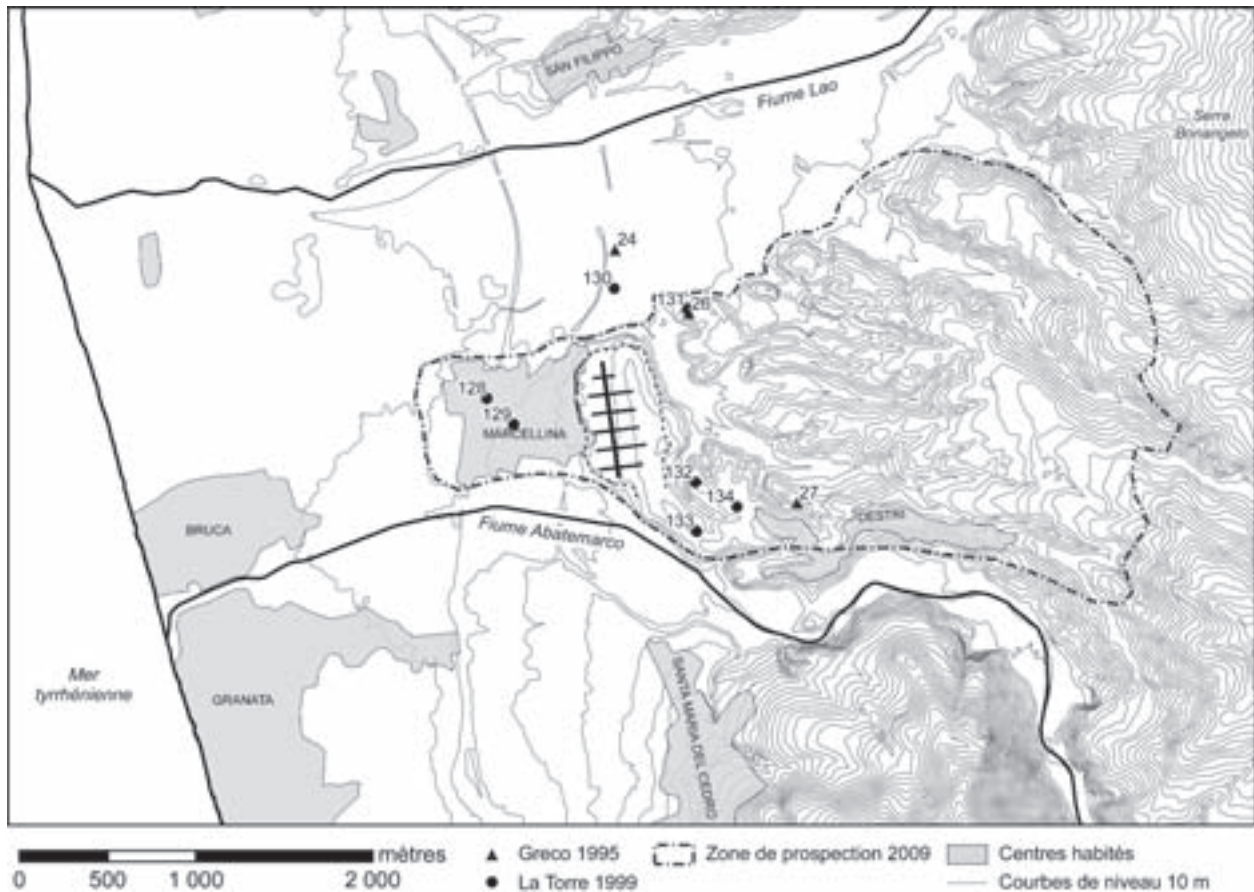 SAN FILIPPO
Fiume Lao
Serra
Bonangelo
24
130
131
26
128
129
MARCELLINA
132
134
27
133
DESTRI
BRUCA
Fiume Abatemarco
Mer
tyrrhénienne
GRANATA
SANTA MARIA DEL CEDRO
mètres
0 500 1 000 2 000
Greco 1995
La Torre 1999
Zone de prospection 2009
Centres habités
Courbes de niveau 10 m